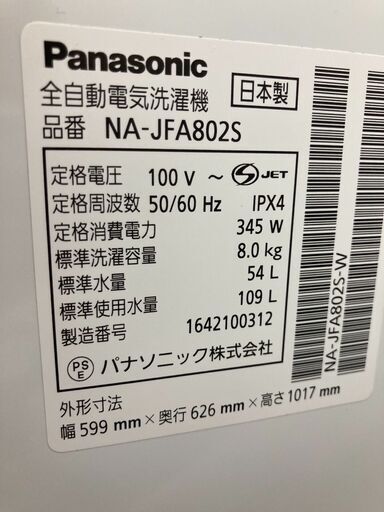 Panasonic
全自動電気洗濯機 日本製
品番 NA-JFA802S
定格電圧 100 V ～ S JET
定格周波数 50/60 Hz IPX4
定格消費電力 345 W
標準洗濯容量 8.0 kg
標準水量 54 L
標準使用水量 109 L
製造番号 1642100312
PS E パナソニック株式会社
外形寸法
幅 599 mm×奥行 626 mm×高さ 1017 mm
NA-JFA802S-W